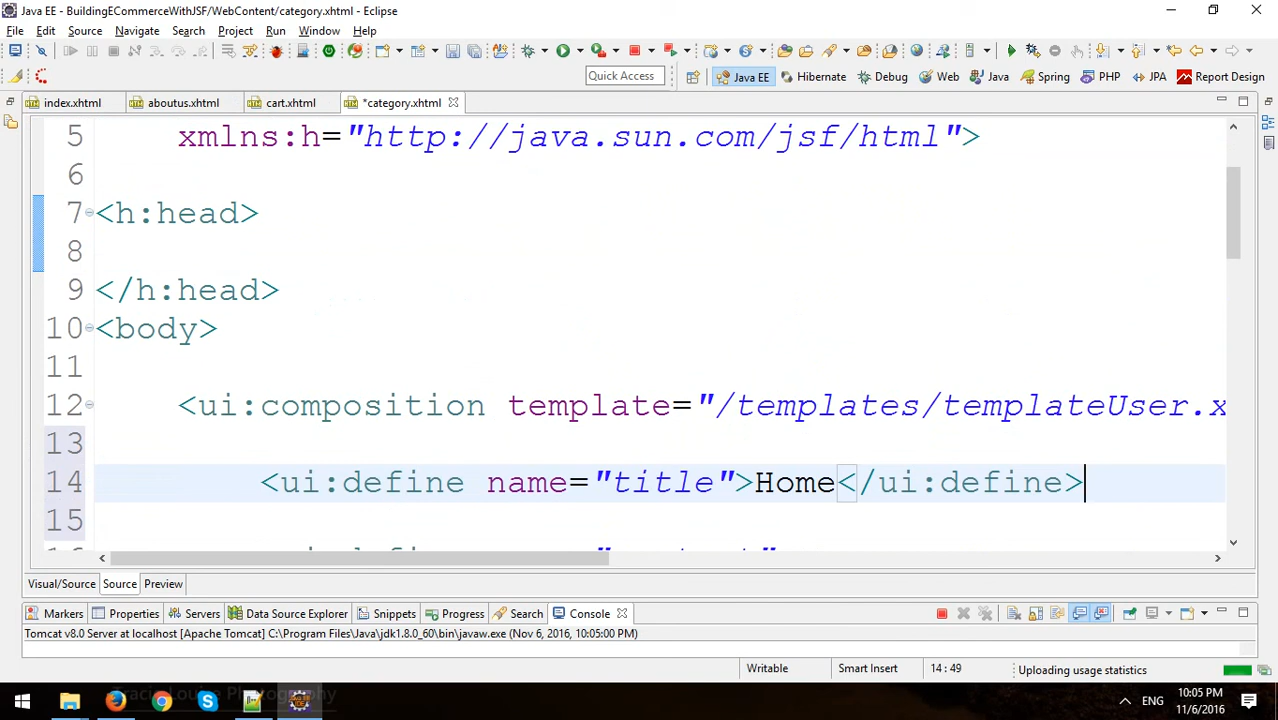 Java EE - BuildingECommerceWithJSF/WebContent/category.xhtml - Eclipse
File Edit Source Navigate Search Project Run Window Help
Quick Access Java EE Hibernate Debug Web Java Spring PHP JPA Report Design
index.xhtml aboutus.xhtml cart.xhtml *category.xhtml
5 xmlns:h="http://java.sun.com/jsf/html">
6
7 <h:head>
8
9 </h:head>
10 <body>
11
12 <ui:composition template="/templates/templateUser.x
13
14 <ui:define name="title">Home</ui:define>
15
Visual/Source Source Preview
Markers Properties Servers Data Source Explorer Snippets Progress Search Console
Tomcat v8.0 Server at localhost [Apache Tomcat] C:\Program Files\Java\jdk1.8.0_60\bin\javaw.exe (Nov 6, 2016, 10:05:00 PM)
Writable Smart Insert 14 : 49 Uploading usage statistics
Photography
ENG 10:05 PM
11/6/2016